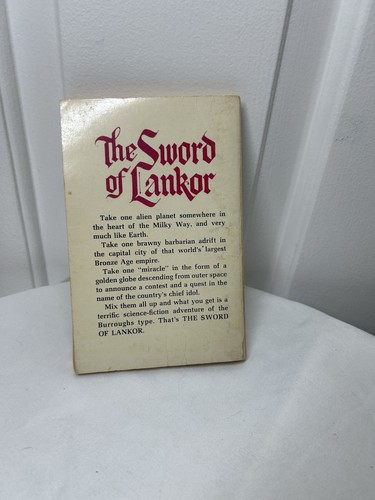 The Sword
of Lankor
Take one alien planet somewhere in
the heart of the Milky Way, and very
much like Earth.
Take one brawny barbarian adrift in
the capital city of that world's largest
Bronze Age empire.
Take one "miracle" in the form of a
golden globe descending from outer space
to announce a contest and a quest in the
name of the country's chief idol.
Mix them all up and what you get is a
terrific science-fiction adventure of the
Burroughs type. That's THE SWORD
OF LANKOR.